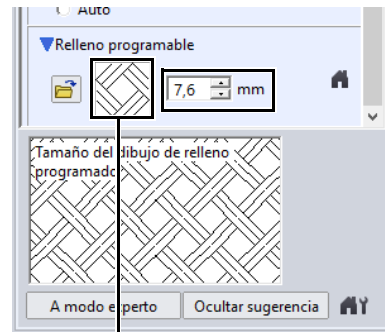 Auto
Relleno programable
7,6 mm
Tamaño del dibujo de relleno
programado
A modo experto Ocultar sugerencia